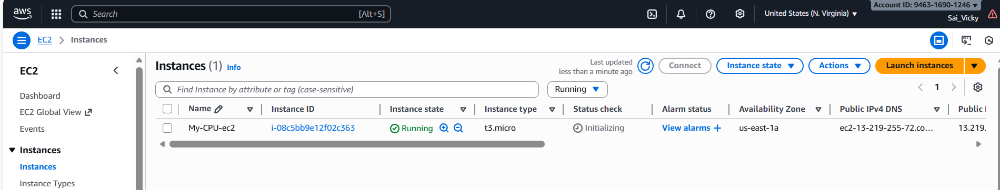 aws
Search [Alt+S]
United States (N. Virginia)
Account ID: 9463-1690-1246
Sai_Vicky
EC2 Instances
EC2
Dashboard
EC2 Global View
Events
Instances
Instances
Instance Types
Instances (1) Info
Last updated
less than a minute ago
Connect Instance state Actions Launch instances
Find Instance by attribute or tag (case-sensitive) Running 1
Name Instance ID Instance state Instance type Status check Alarm status Availability Zone Public IPv4 DNS Public
My-CPU-ec2 i-08c5bb9e12f02c363 Running t3.micro Initializing View alarms + us-east-1a ec2-13-219-255-72.co... 13.219.